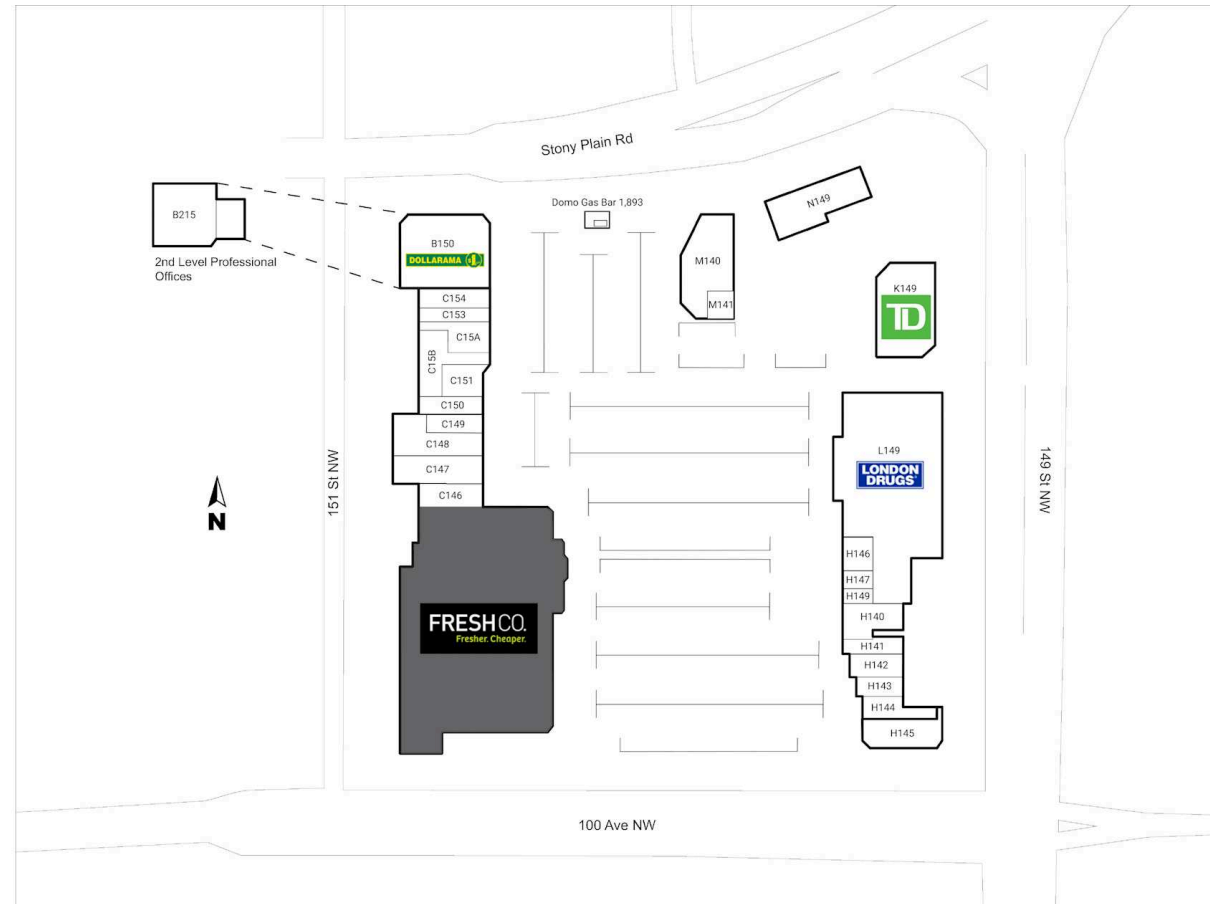 Stony Plain Rd
B215
2nd Level Professional
Offices
Domo Gas Bar 1,893
N149
B150
DOLLARAMA
M140
M141
K149
TD
C154
C153
C15A
C15B
C151
C150
C149
C148
C147
C146
151 St NW
N
L149
LONDON
DRUGS
149 St NW
H146
H147
H149
H140
H141
H142
H143
H144
H145
FRESHCO.
Fresher. Cheaper.
100 Ave NW